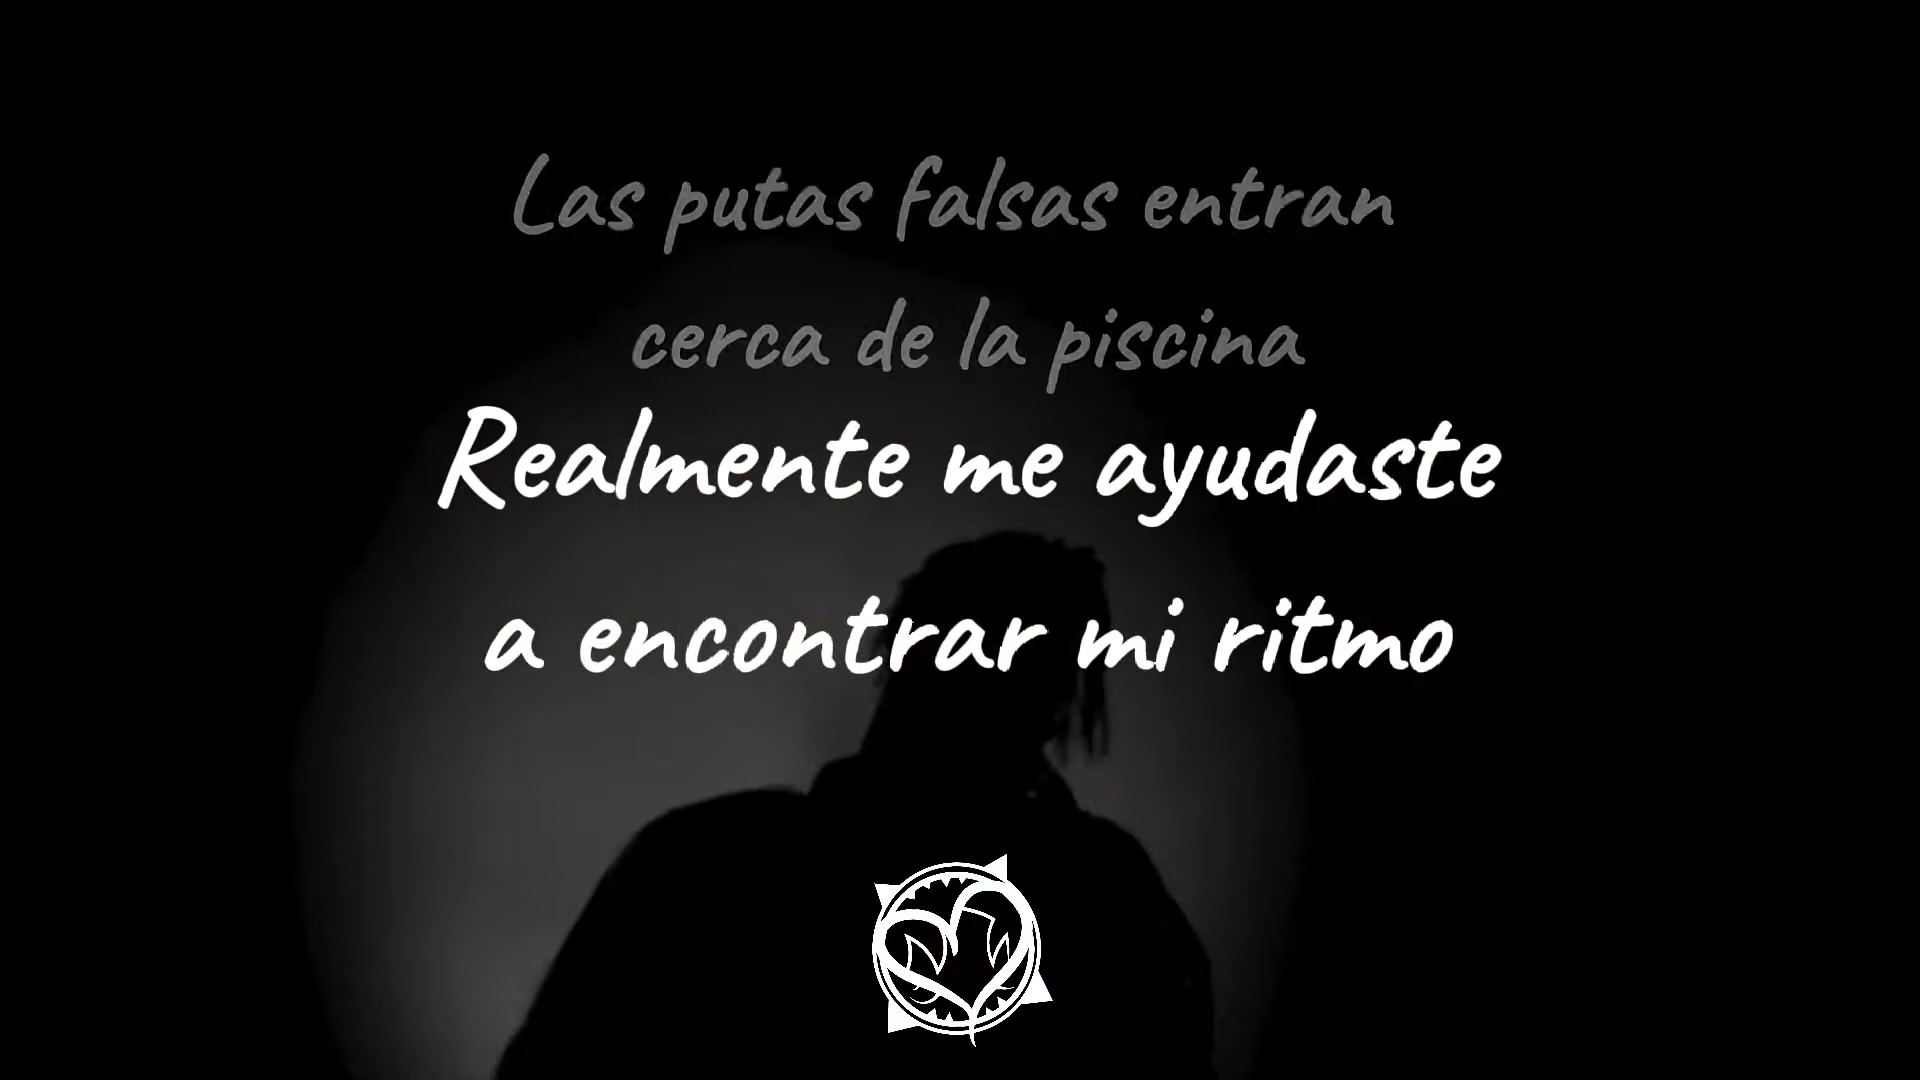 Las putas falsas entran
cerca de la piscina
Realmente me ayudaste
a encontrar mi ritmo